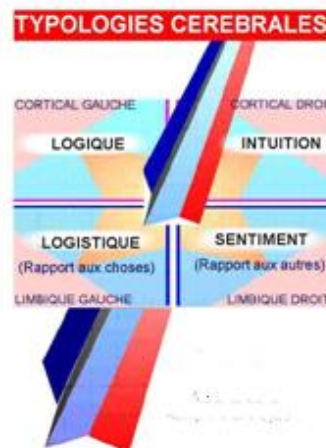 TYPOLOGIES CEREBRALES
CORTICAL GAUCHE CORTICAL DROI
LOGIQUE INTUITION
LOGISTIQUE SENTIMENT
(Rapport aux choses) (Rapport aux autres)
LIMBIQUE GAUCHE LIMBIQUE DROIT